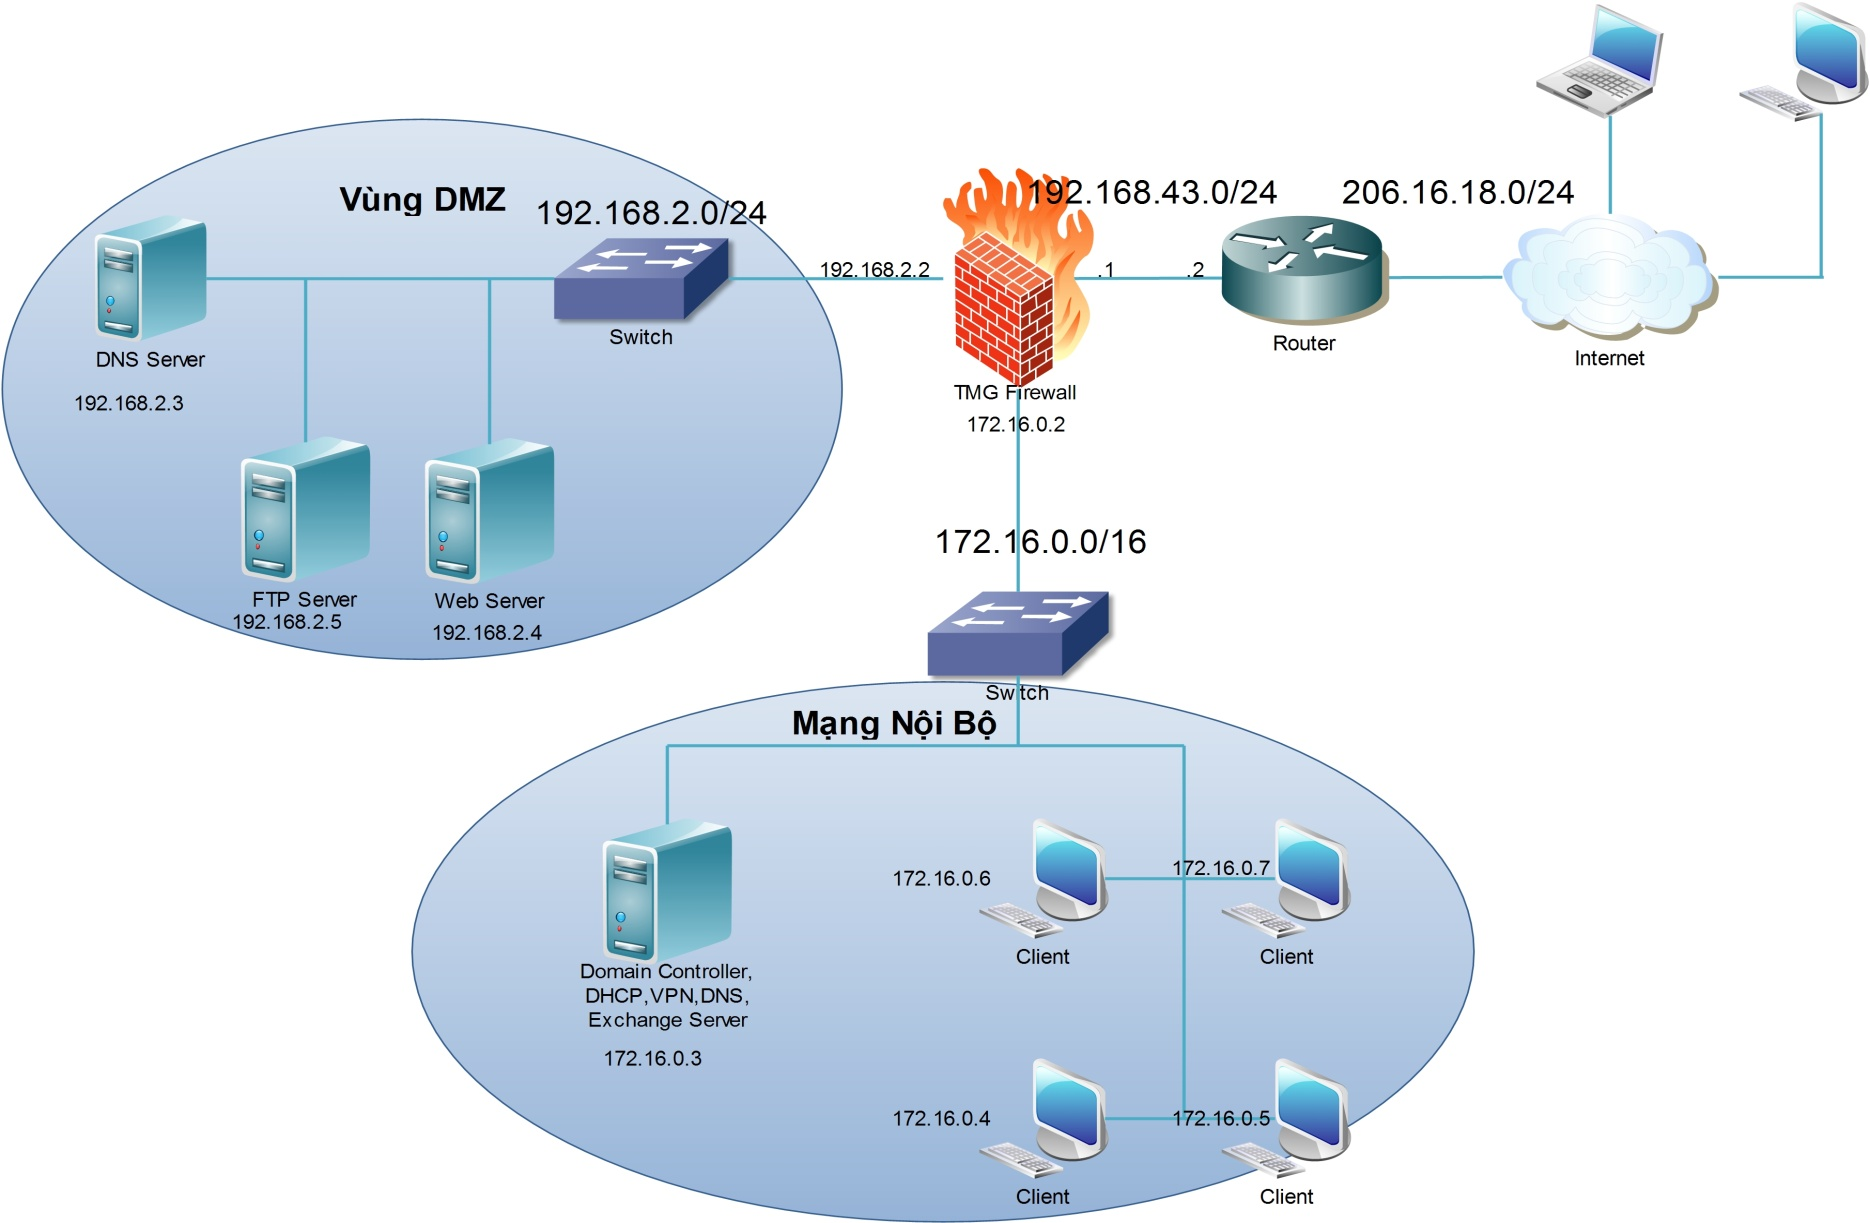 Vùng DMZ
192.168.2.0/24
192.168.43.0/24
206.16.18.0/24
192.168.2.2
.1
.2
Switch
Router
Internet
DNS Server
192.168.2.3
TMG Firewall
172.16.0.2
172.16.0.0/16
FTP Server
192.168.2.5
Web Server
192.168.2.4
Switch
Mạng Nội Bộ
172.16.0.6
172.16.0.7
Client
Client
Domain Controller,
DHCP,VPN,DNS,
Exchange Server
172.16.0.3
172.16.0.4
172.16.0.5
Client
Client